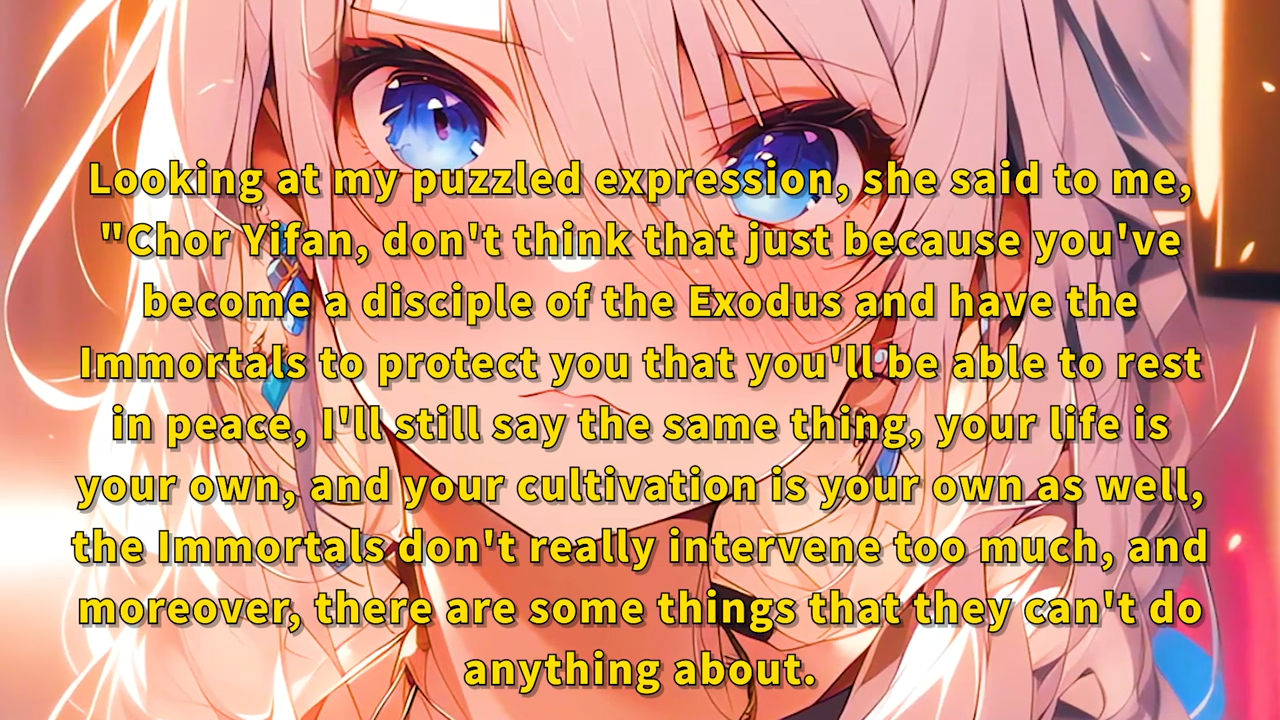 Looking at my puzzled expression, she said to me,
"Chor Yifan, don't think that just because you've
become a disciple of the Exodus and have the
Immortals to protect you that you'll be able to rest
in peace, I'll still say the same thing, your life is
your own, and your cultivation is your own as well,
the Immortals don't really intervene too much, and
moreover, there are some things that they can't do
anything about.